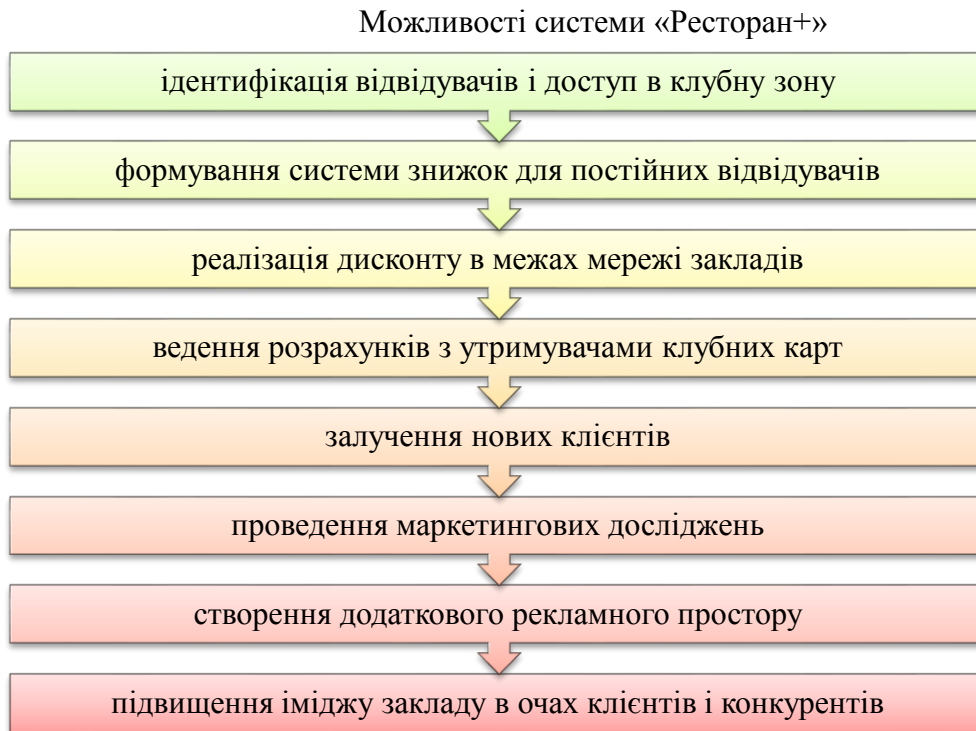 Можливості системи «Ресторан+»
ідентифікація відвідувачів і доступ в клубну зону
формування системи знижок для постійних відвідувачів
реалізація дисконту в межах мережі закладів
ведення розрахунків з утримувачами клубних карт
залучення нових клієнтів
проведення маркетингових досліджень
створення додаткового рекламного простору
підвищення іміджу закладу в очах клієнтів і конкурентів